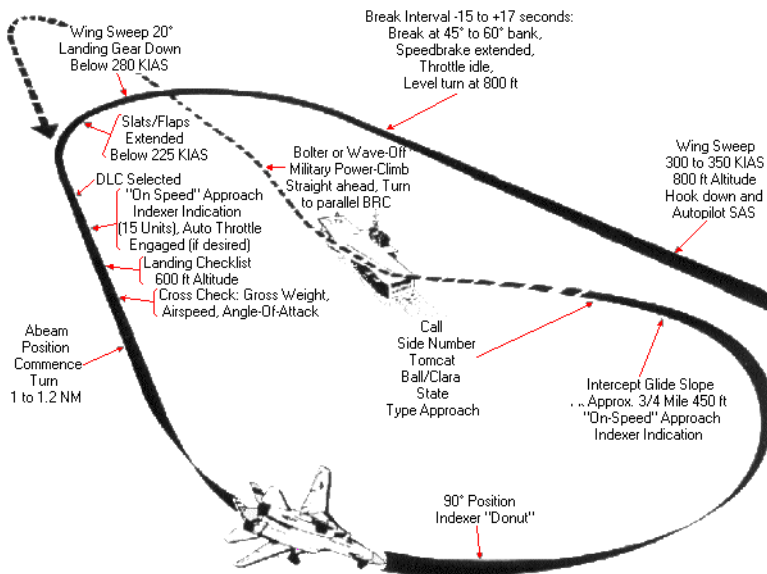 Break Interval -15 to +17 seconds:
Break at 45° to 60° bank,
Speedbrake extended,
Throttle idle,
Level turn at 800 ft
Wing Sweep 20°
Landing Gear Down
Below 280 KIAS
Slats/Flaps
Extended
Below 225 KIAS
Bolter or Wave-Off
Military Power-Climb
Straight ahead, Turn
to parallel BRC
Wing Sweep
300 to 350 KIAS
800 ft Altitude
Hook down and
Autopilot SAS
DLC Selected
"On Speed" Approach
Indexer Indication
(15 Units), Auto Throttle
Engaged (if desired)
Landing Checklist
600 ft Altitude
Cross Check: Gross Weight,
Airspeed, Angle-Of-Attack
Abeam
Position
Commence
Turn
1 to 1.2 NM
Call
Side Number
Tomcat
Ball/Clara
State
Type Approach
Intercept Glide Slope
Approx. 3/4 Mile 450 ft
"On-Speed" Approach
Indexer Indication
90° Position
Indexer "Donut"